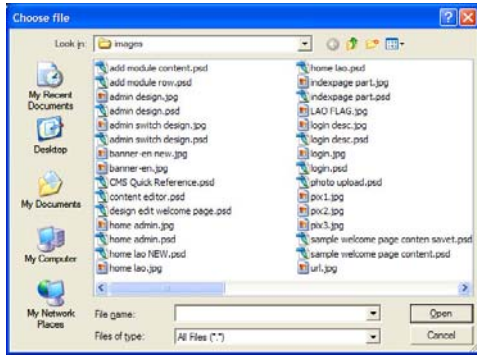 Choose file
Look in:
images
My Recent
Documents
Desktop
My Documents
My Computer
My Network
Places
add module content.psd
add module row.psd
admin design.jpg
admin design.psd
admin switch design.jpg
admin switch design.psd
banner-en new.jpg
banner-en.jpg
CMS Quick Reference.psd
content editor.psd
design edit welcome page.psd
home admin.jpg
home admin.psd
home lao NEW.psd
home lao.jpg
home lao.psd
indexpage part.jpg
indexpage part.psd
LAO FLAG.jpg
login desc.jpg
login desc.psd
login.jpg
login.psd
photo upload.psd
pix1.jpg
pix2.jpg
pix3.jpg
sample welcome page conten savet.psd
sample welcome page content.psd
url.jpg
File name:
Open
Files of type:
All Files (*.*)
Cancel